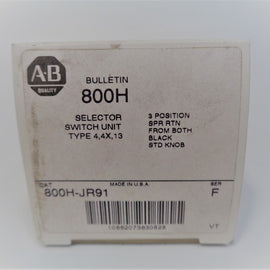 A-B
QUALITY
BULLETIN
800H
SELECTOR
SWITCH UNIT
TYPE 4,4X,13
3 POSITION
SPR RTN
FROM BOTH
BLACK
STD KNOB
CAT
MADE IN U.S.A.
SER
800H-JR91
F
VT